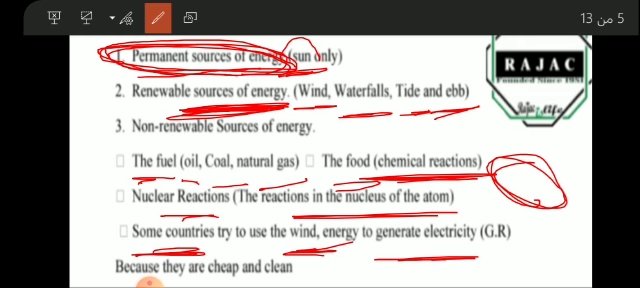 5 من 13
1. Permanent sources of energy (sun only)
RAJAC
Founded Since 1981
2. Renewable sources of energy. (Wind, Waterfalls, Tide and ebb)
3. Non-renewable Sources of energy.
□ The fuel (oil, Coal, natural gas) □ The food (chemical reactions)
□ Nuclear Reactions (The reactions in the nucleus of the atom)
□ Some countries try to use the wind, energy to generate electricity (G.R)
Because they are cheap and clean